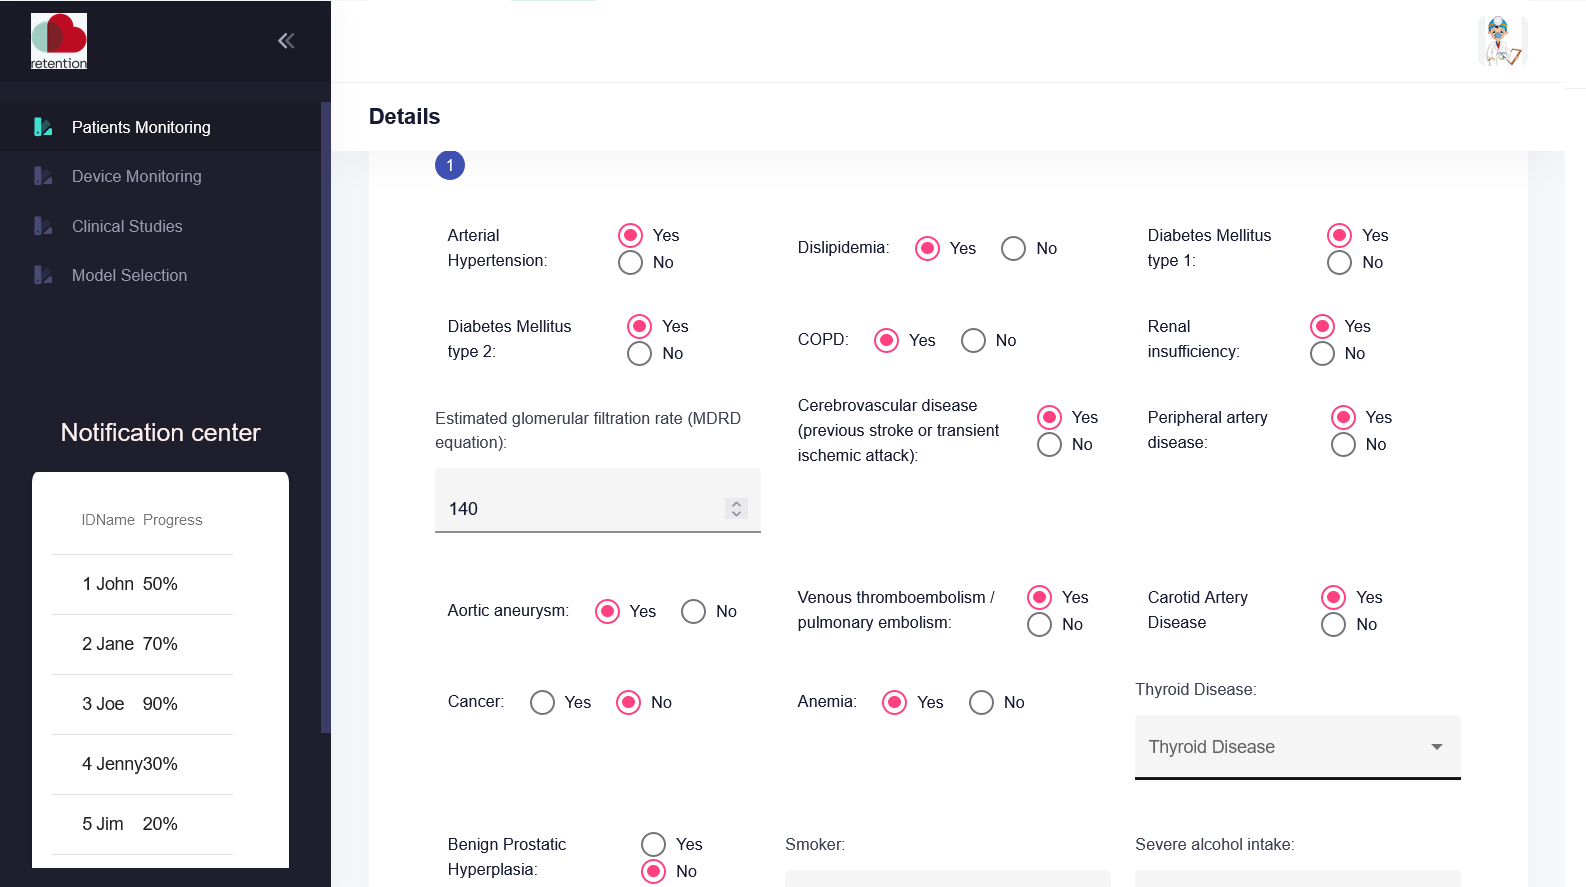 retention
Patients Monitoring
Device Monitoring
Clinical Studies
Model Selection
Notification center
ID Name Progress
1 John 50%
2 Jane 70%
3 Joe 90%
4 Jenny 30%
5 Jim 20%
Details
1
Arterial
Hypertension:
Yes
No
Dislipidemia:
Yes
No
Diabetes Mellitus
type 1:
Yes
No
Diabetes Mellitus
type 2:
Yes
No
COPD:
Yes
No
Renal
insufficiency:
Yes
No
Estimated glomerular filtration rate (MDRD
equation):
140
Cerebrovascular disease
(previous stroke or transient
ischemic attack):
Yes
No
Peripheral artery
disease:
Yes
No
Aortic aneurysm:
Yes
No
Venous thromboembolism /
pulmonary embolism:
Yes
No
Carotid Artery
Disease
Yes
No
Cancer:
Yes
No
Anemia:
Yes
No
Thyroid Disease:
Thyroid Disease
Benign Prostatic
Hyperplasia:
Yes
No
Smoker:
Severe alcohol intake: